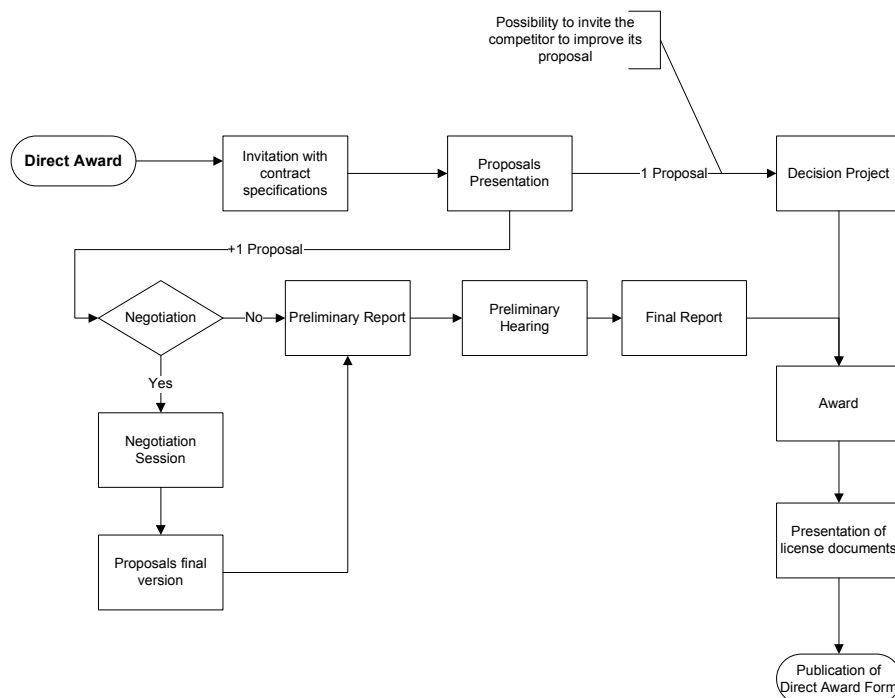 Possibility to invite the
competitor to improve its
proposal
Direct Award
Invitation with
contract
specifications
Proposals
Presentation
1 Proposal
Decision Project
+1 Proposal
Negotiation
No
Preliminary Report
Preliminary
Hearing
Final Report
Yes
Award
Negotiation
Session
Presentation of
license documents
Proposals final
version
Publication of
Direct Award Form